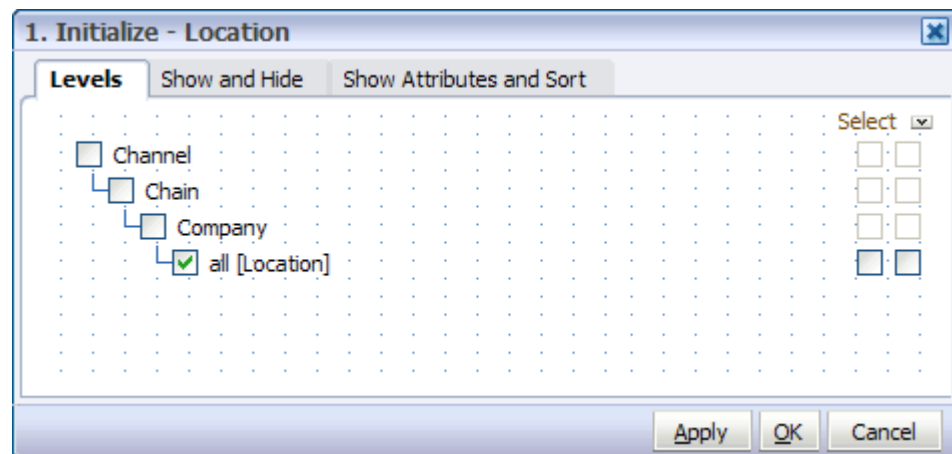 1. Initialize - Location
Levels Show and Hide Show Attributes and Sort
Select
Channel
Chain
Company
all [Location]
Apply OK Cancel